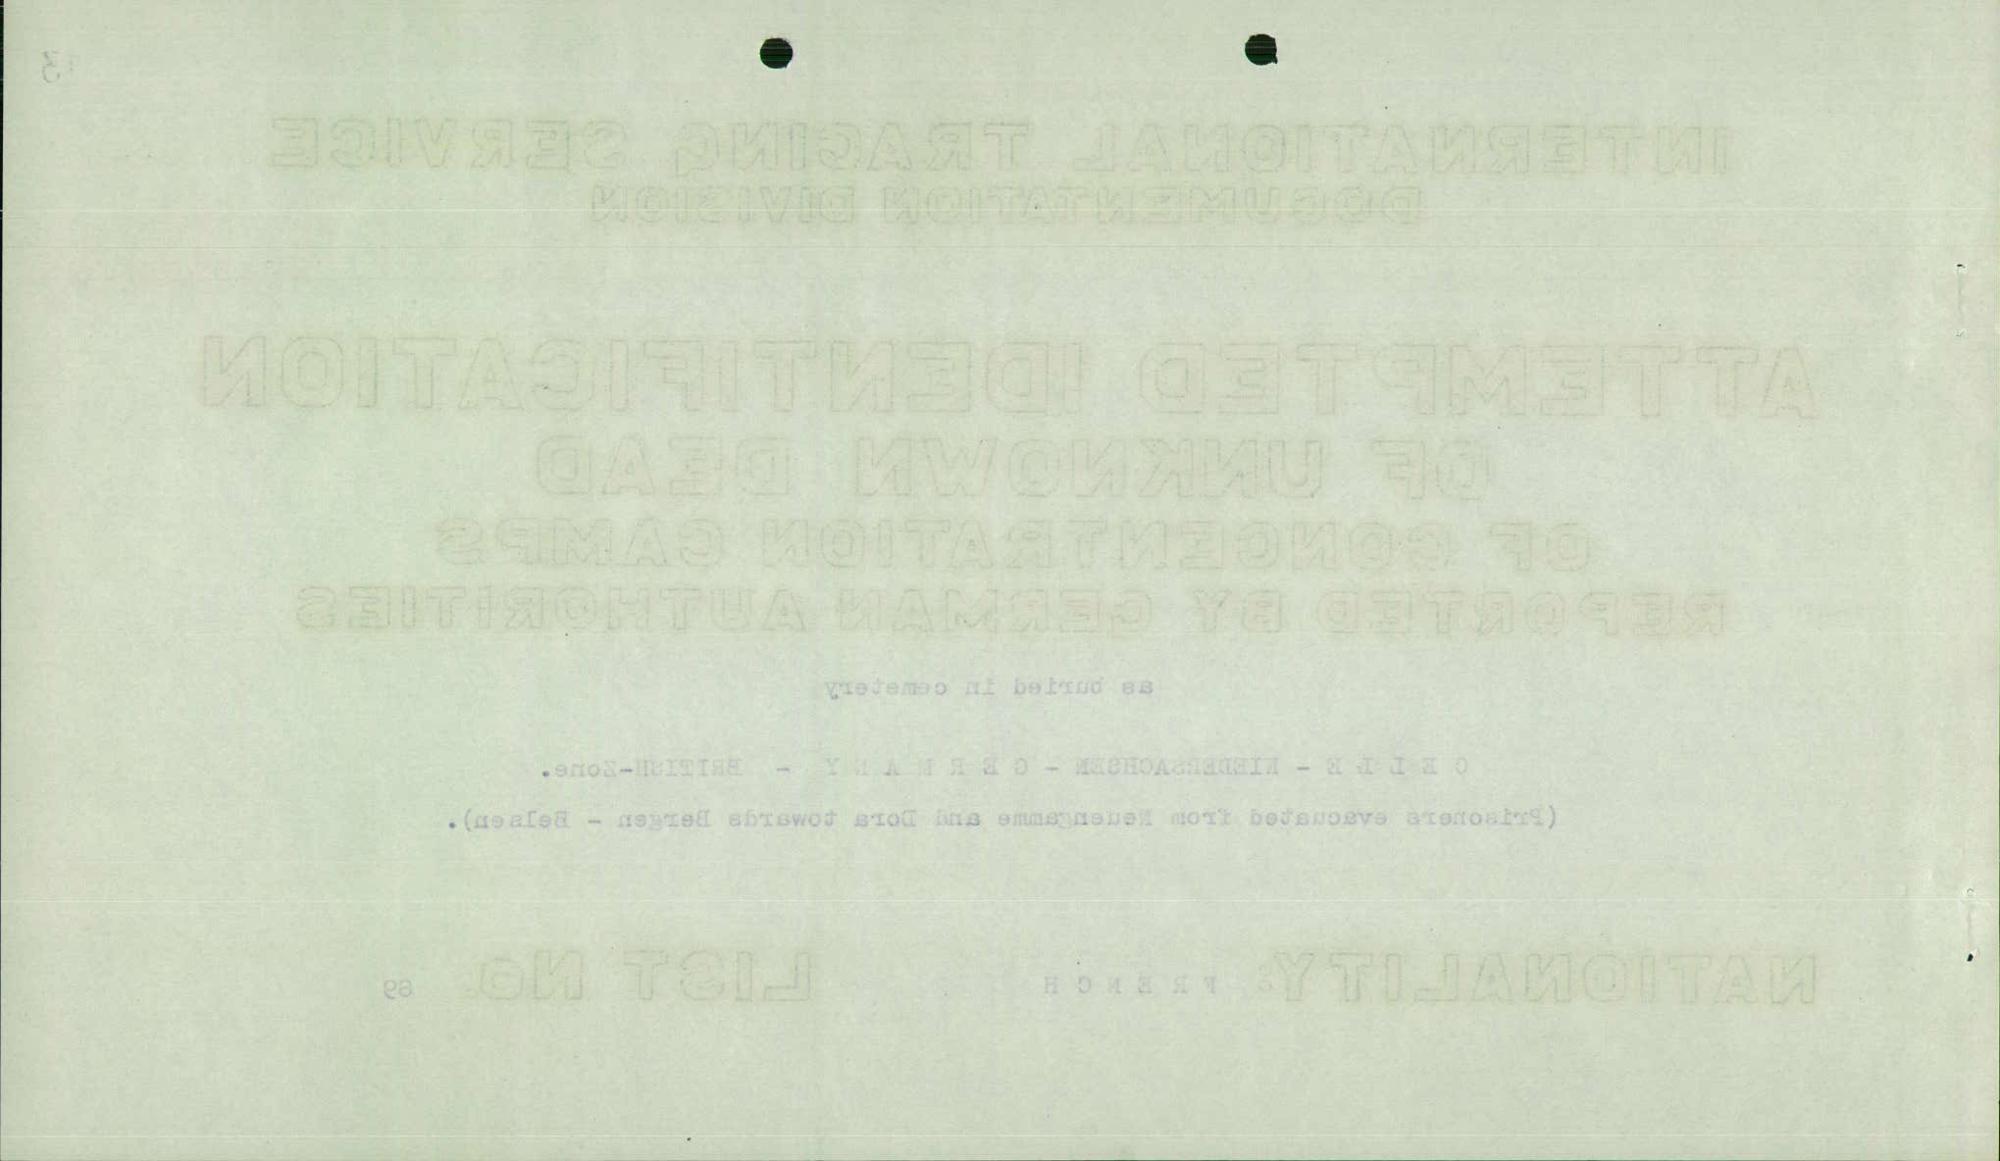 13
INTERNATIONAL TRACING SERVICE
DOCUMENTATION DIVISION
ATTEMPTED IDENTIFICATION
OF UNKNOWN DEAD
OF CONCENTRATION CAMPS
REPORTED BY GERMAN AUTHORITIES
as buried in cemetery
C E L L E - NIEDERSACHSEN - G E R M A N Y - BRITISH-Zone.
(Prisoners evacuated from Neuengamme and Dora towards Bergen - Belsen).
NATIONALITY F R E N C H LIST No. 69